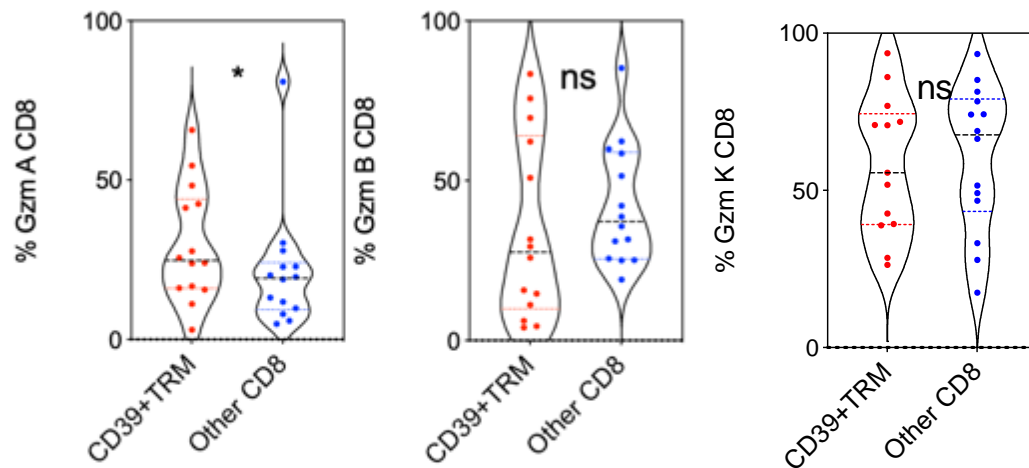 % Gzm A CD8
100
50
0
*
CD39+TRM
Other CD8
% Gzm B CD8
100
50
0
ns
CD39+TRM
Other CD8
% Gzm K CD8
100
50
0
ns
CD39+TRM
Other CD8